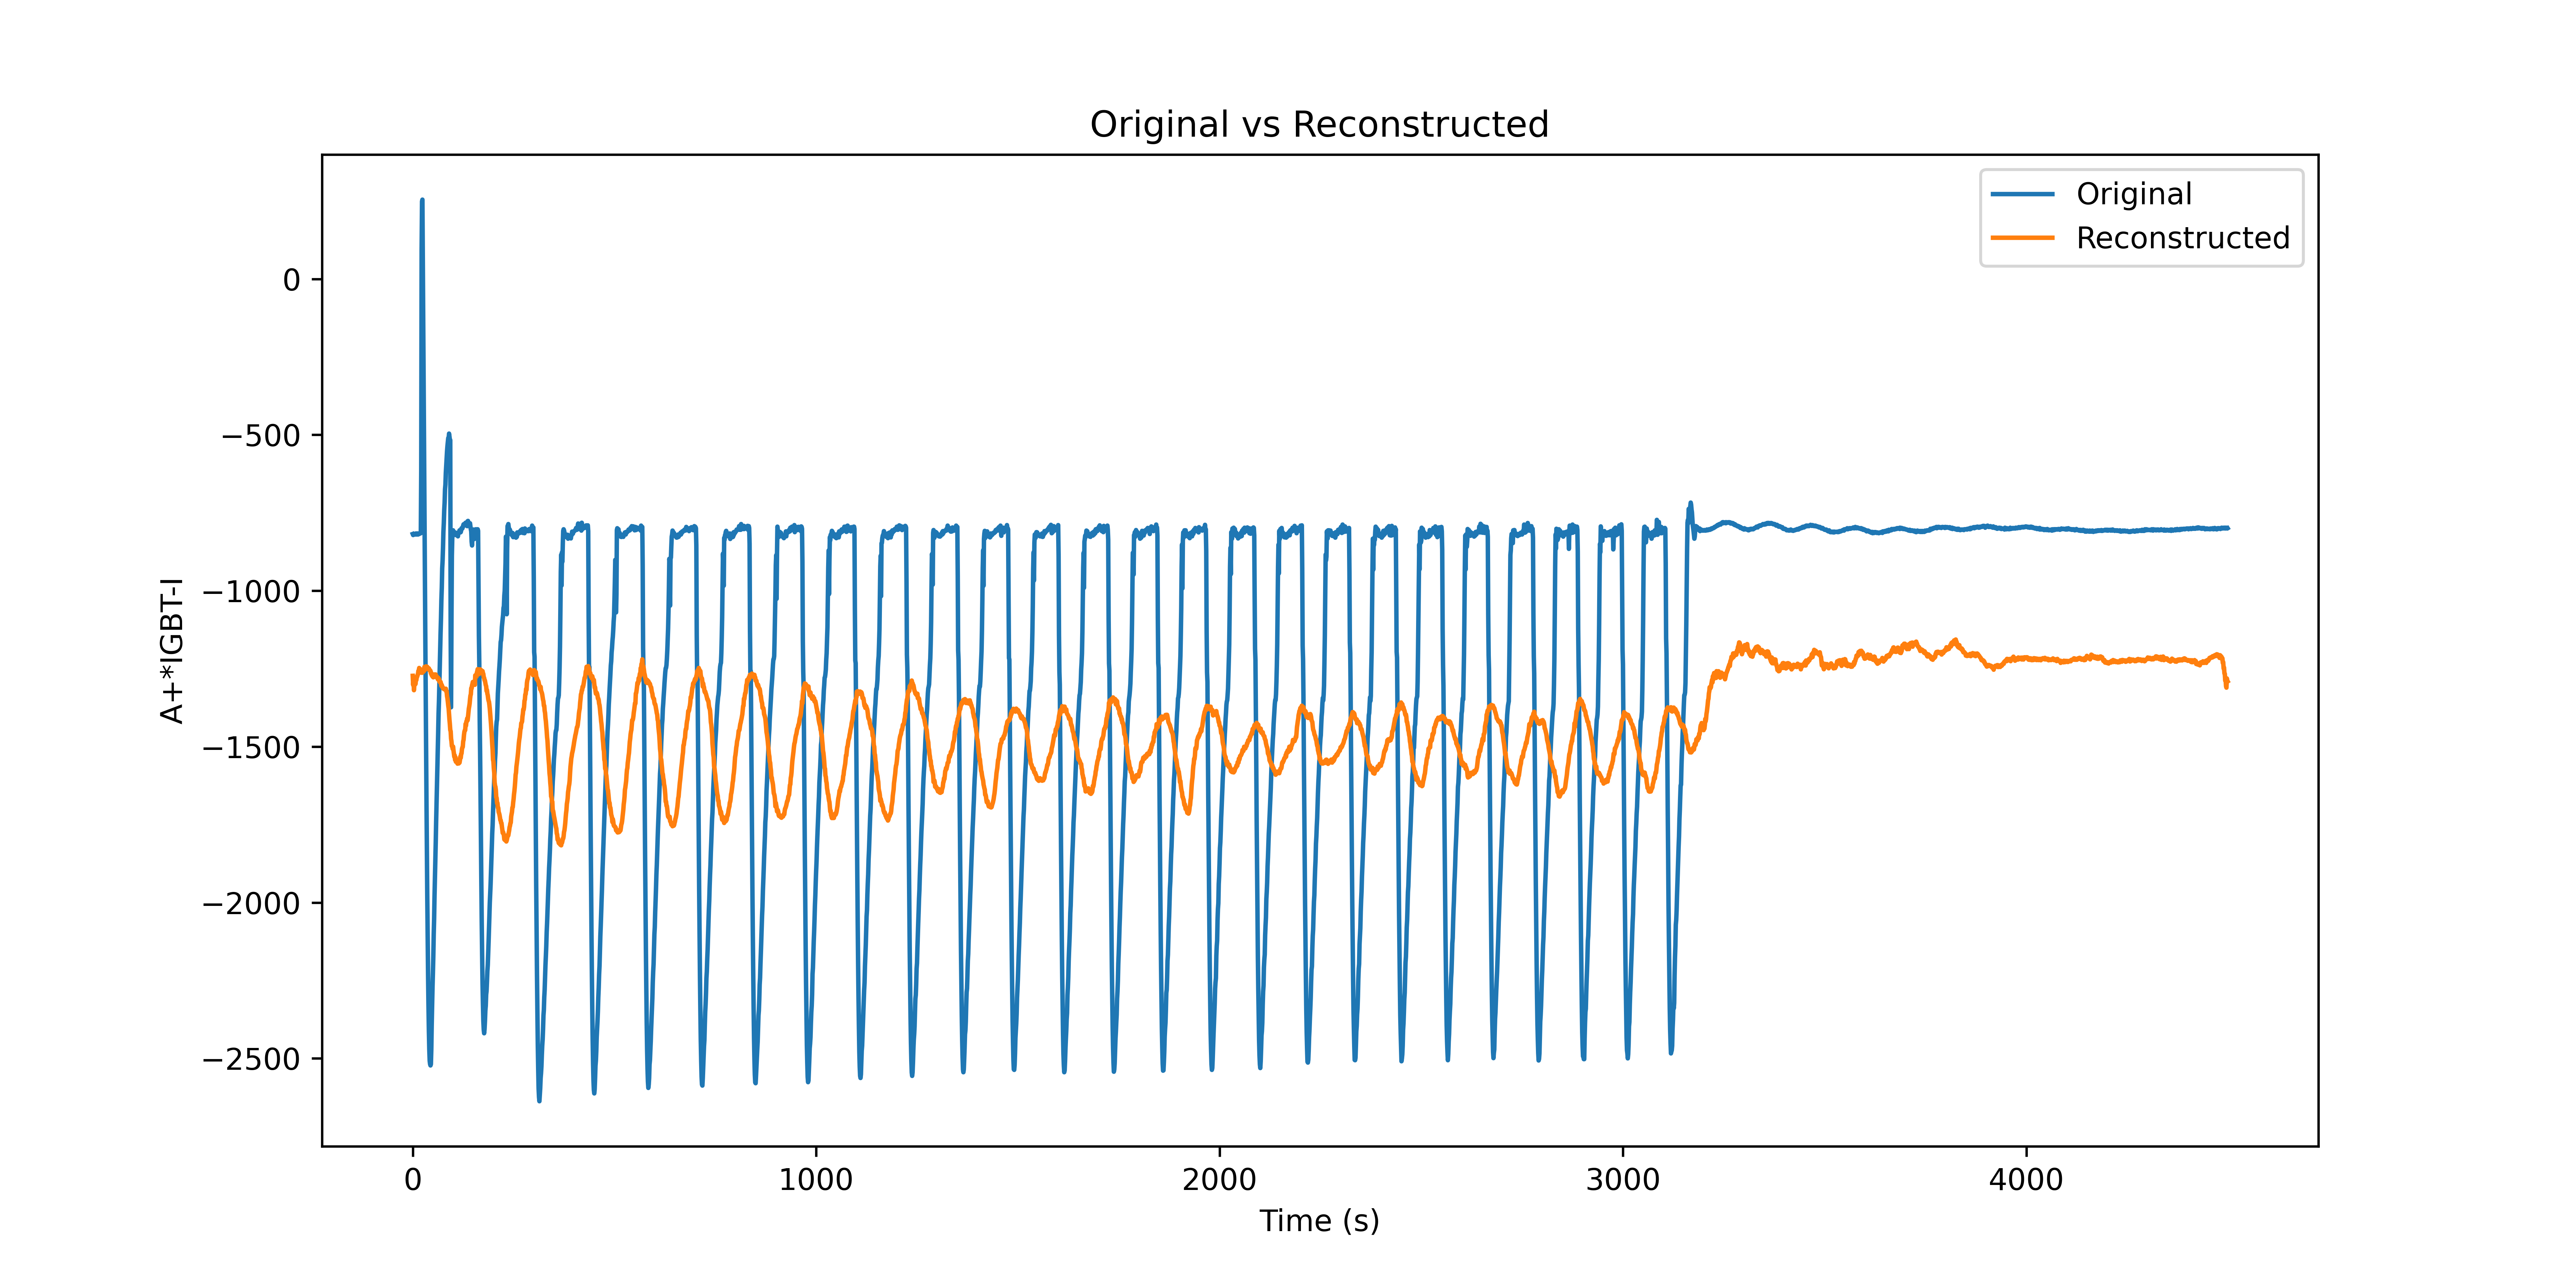 Original vs Reconstructed
Original
Reconstructed
0
−500
−1000
−1500
−2000
−2500
A+*IGBT-I
0
1000
2000
3000
4000
Time (s)